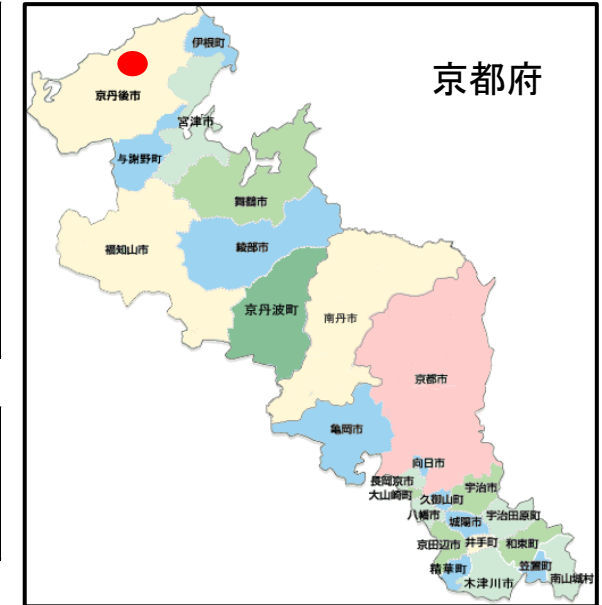 京都府
伊根町
京丹後市
宮津市
与謝野町
舞鶴市
福知山市
綾部市
京丹波町
南丹市
京都市
亀岡市
向日市
長岡京市
大山崎町
宇治市
久御山町
八幡市
城陽市
宇治田原町
京田辺市
井手町
和束町
精華町
笠置町
木津川市
南山城村